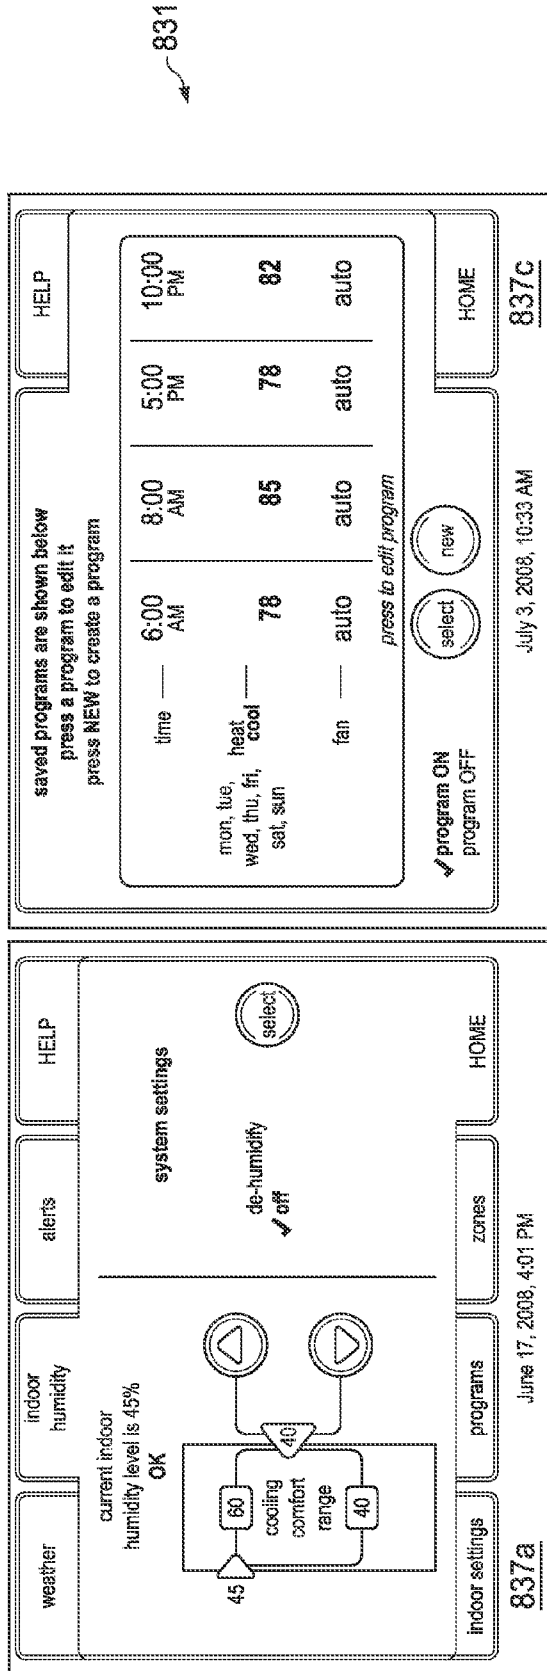 831
weather
indoor
humidity
alerts
HELP
current indoor
humidity level is 45%
OK
45
60
cooling
comfort
range
40
40
system settings
de-humidify
✓ off
select
indoor settings
programs
zones
HOME
837a
June 17, 2008, 4:01 PM
HELP
saved programs are shown below
press a program to edit it
press NEW to create a program
time
6:00
AM
8:00
AM
5:00
PM
10:00
PM
mon, tue,
wed, thu, fri,
sat, sun
heat
cool
78
85
78
82
fan
auto
auto
auto
auto
press to edit program
✓ program ON
program OFF
select
new
HOME
July 3, 2008, 10:33 AM
837c